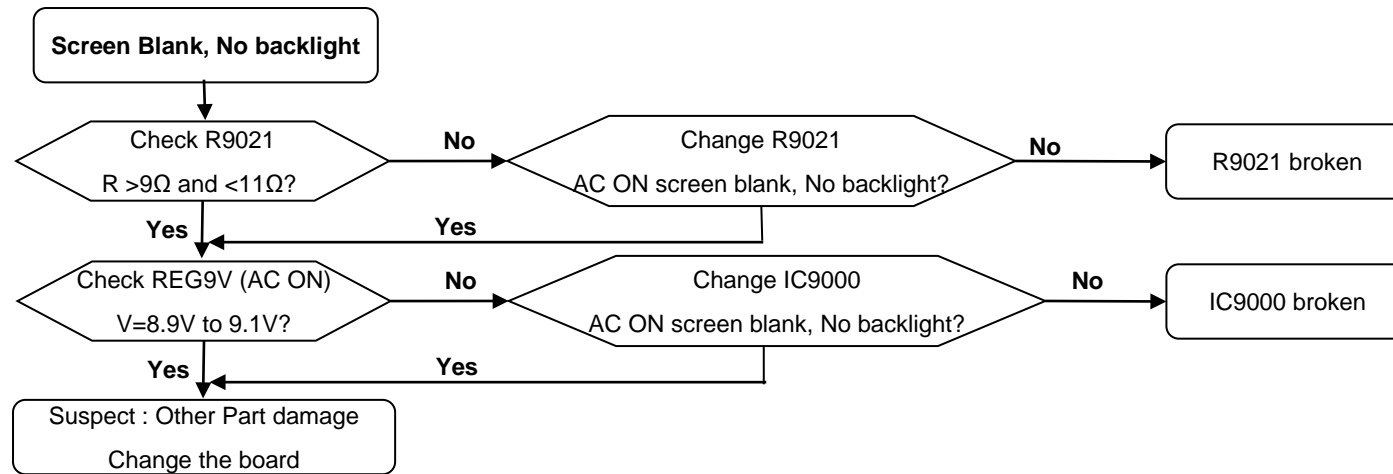 Screen Blank, No backlight
Check R9021
R >9Ω and <11Ω?
No
Change R9021
AC ON screen blank, No backlight?
No
R9021 broken
Yes
Yes
Check REG9V (AC ON)
V=8.9V to 9.1V?
No
Change IC9000
AC ON screen blank, No backlight?
No
IC9000 broken
Yes
Yes
Suspect : Other Part damage
Change the board